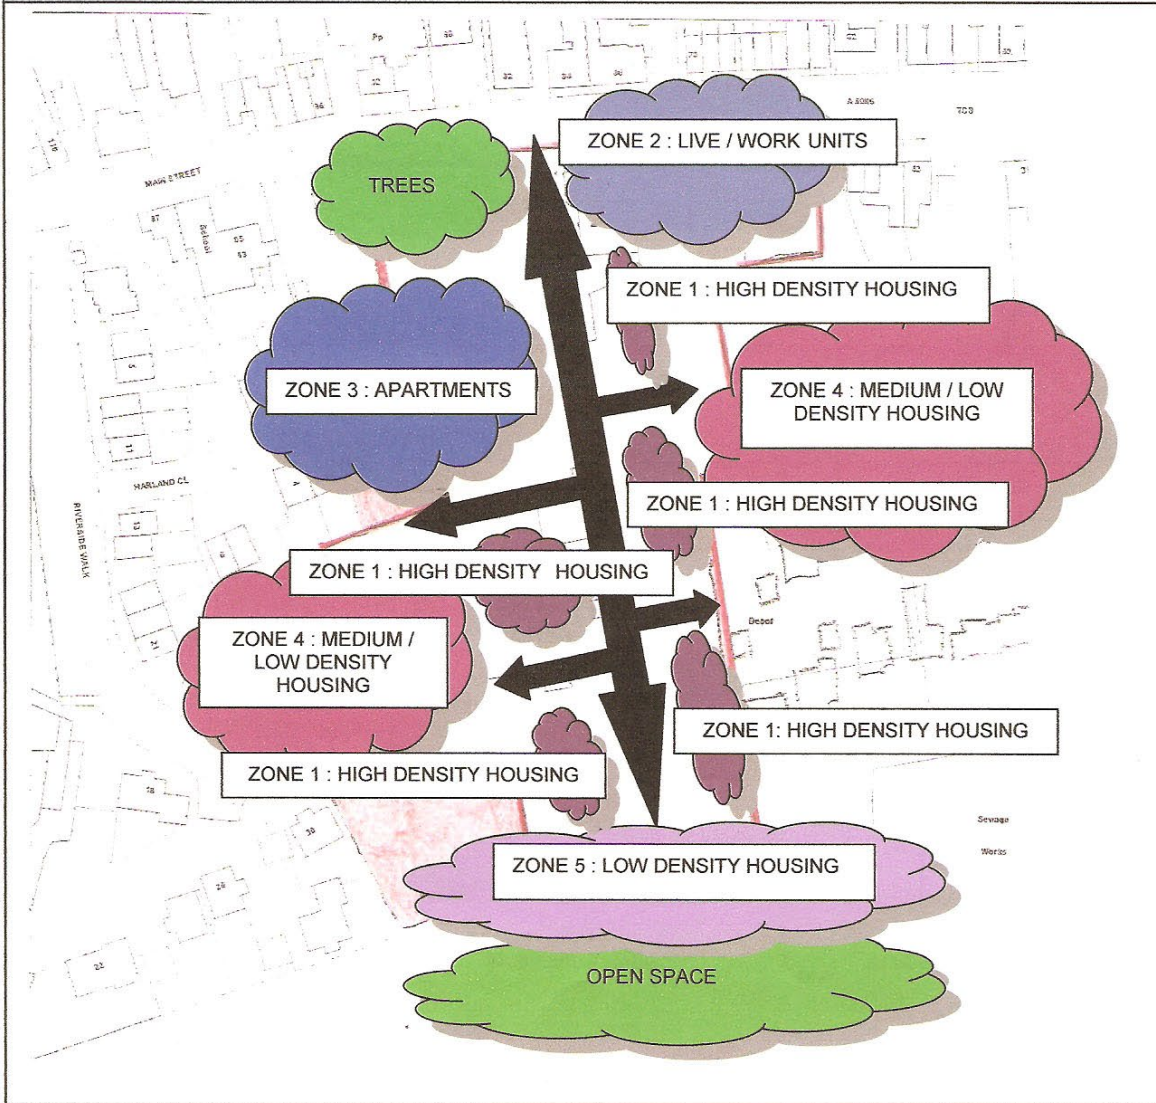 Pp
ZONE 2 : LIVE / WORK UNITS
MAIN STREET
TREES
School
ZONE 1 : HIGH DENSITY HOUSING
ZONE 3 : APARTMENTS
ZONE 4 : MEDIUM / LOW
DENSITY HOUSING
HARLAND CL
ZONE 1 : HIGH DENSITY HOUSING
RIVERSIDE WALK
ZONE 1 : HIGH DENSITY HOUSING
Depot
ZONE 4 : MEDIUM /
LOW DENSITY
HOUSING
ZONE 1: HIGH DENSITY HOUSING
ZONE 1 : HIGH DENSITY HOUSING
Sewage
Works
ZONE 5 : LOW DENSITY HOUSING
OPEN SPACE